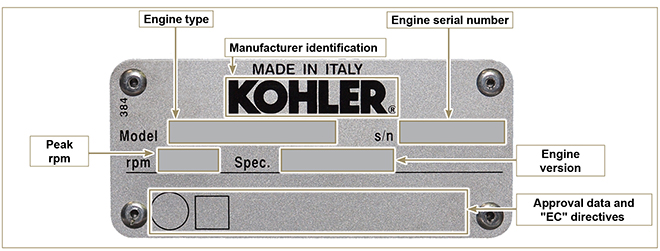 Engine type
Engine serial number
Manufacturer identification
MADE IN ITALY
KOHLER®
384
Model
s/n
Peak
rpm
rpm
Spec.
Engine
version
Approval data and
"EC" directives